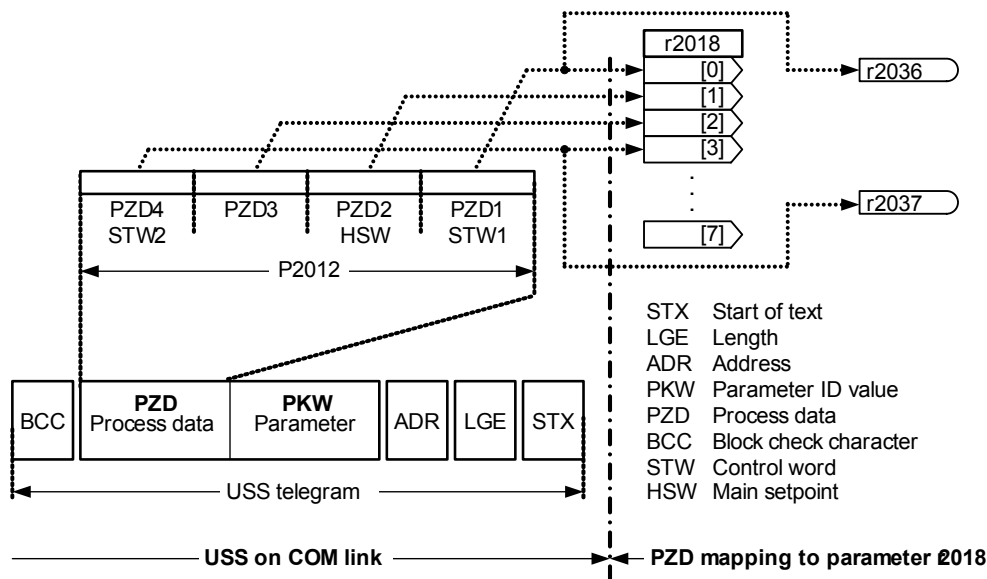 r2018
[0]
r2036
[1]
[2]
[3]
PZD4 PZD3 PZD2 PZD1
STW2 HSW STW1
r2037
[7]
P2012
STX Start of text
LGE Length
ADR Address
PKW Parameter ID value
PZD Process data
BCC Block check character
STW Control word
HSW Main setpoint
BCC PZD Process data PKW Parameter ADR LGE STX
USS telegram
USS on COM link PZD mapping to parameter r2018